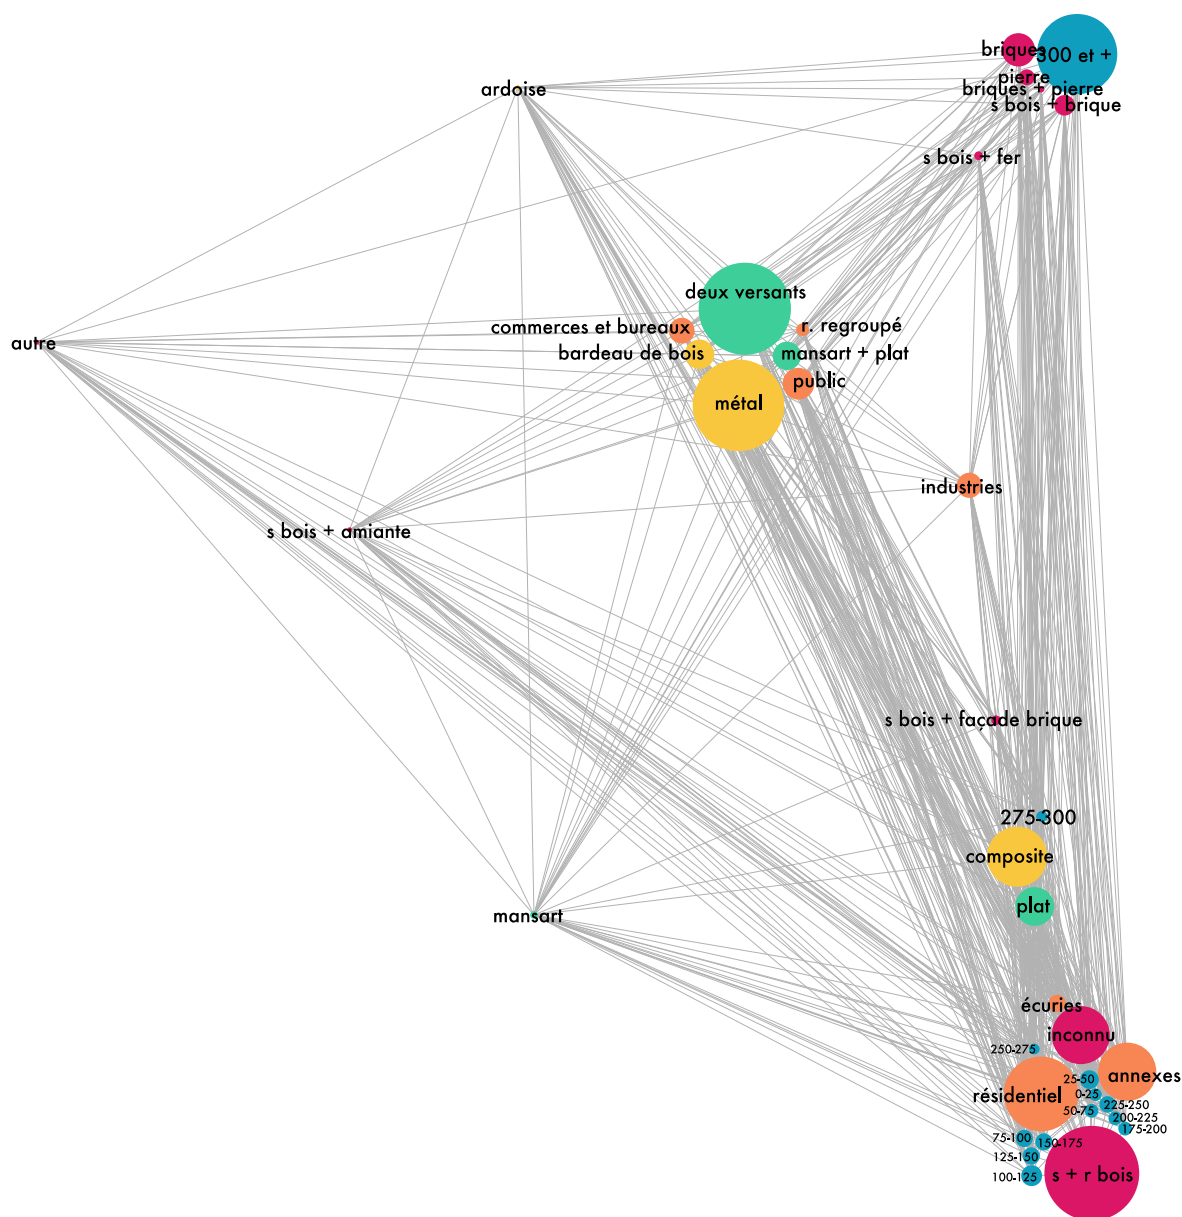 briques
300 et +
pierre
ardoise
briques + pierre
s bois + brique
s bois + fer
deux versants
commerces et bureaux
r. regroupé
autre
bardeau de bois
mansart + plat
public
métal
industries
s bois + amiante
s bois + façade brique
275-300
composite
plat
mansart
écuries
inconnu
250-275
annexes
25-50
résidentiel
0-25
225-250
50-75
200-225
175-200
75-100
150-175
125-150
s + r bois
100-125